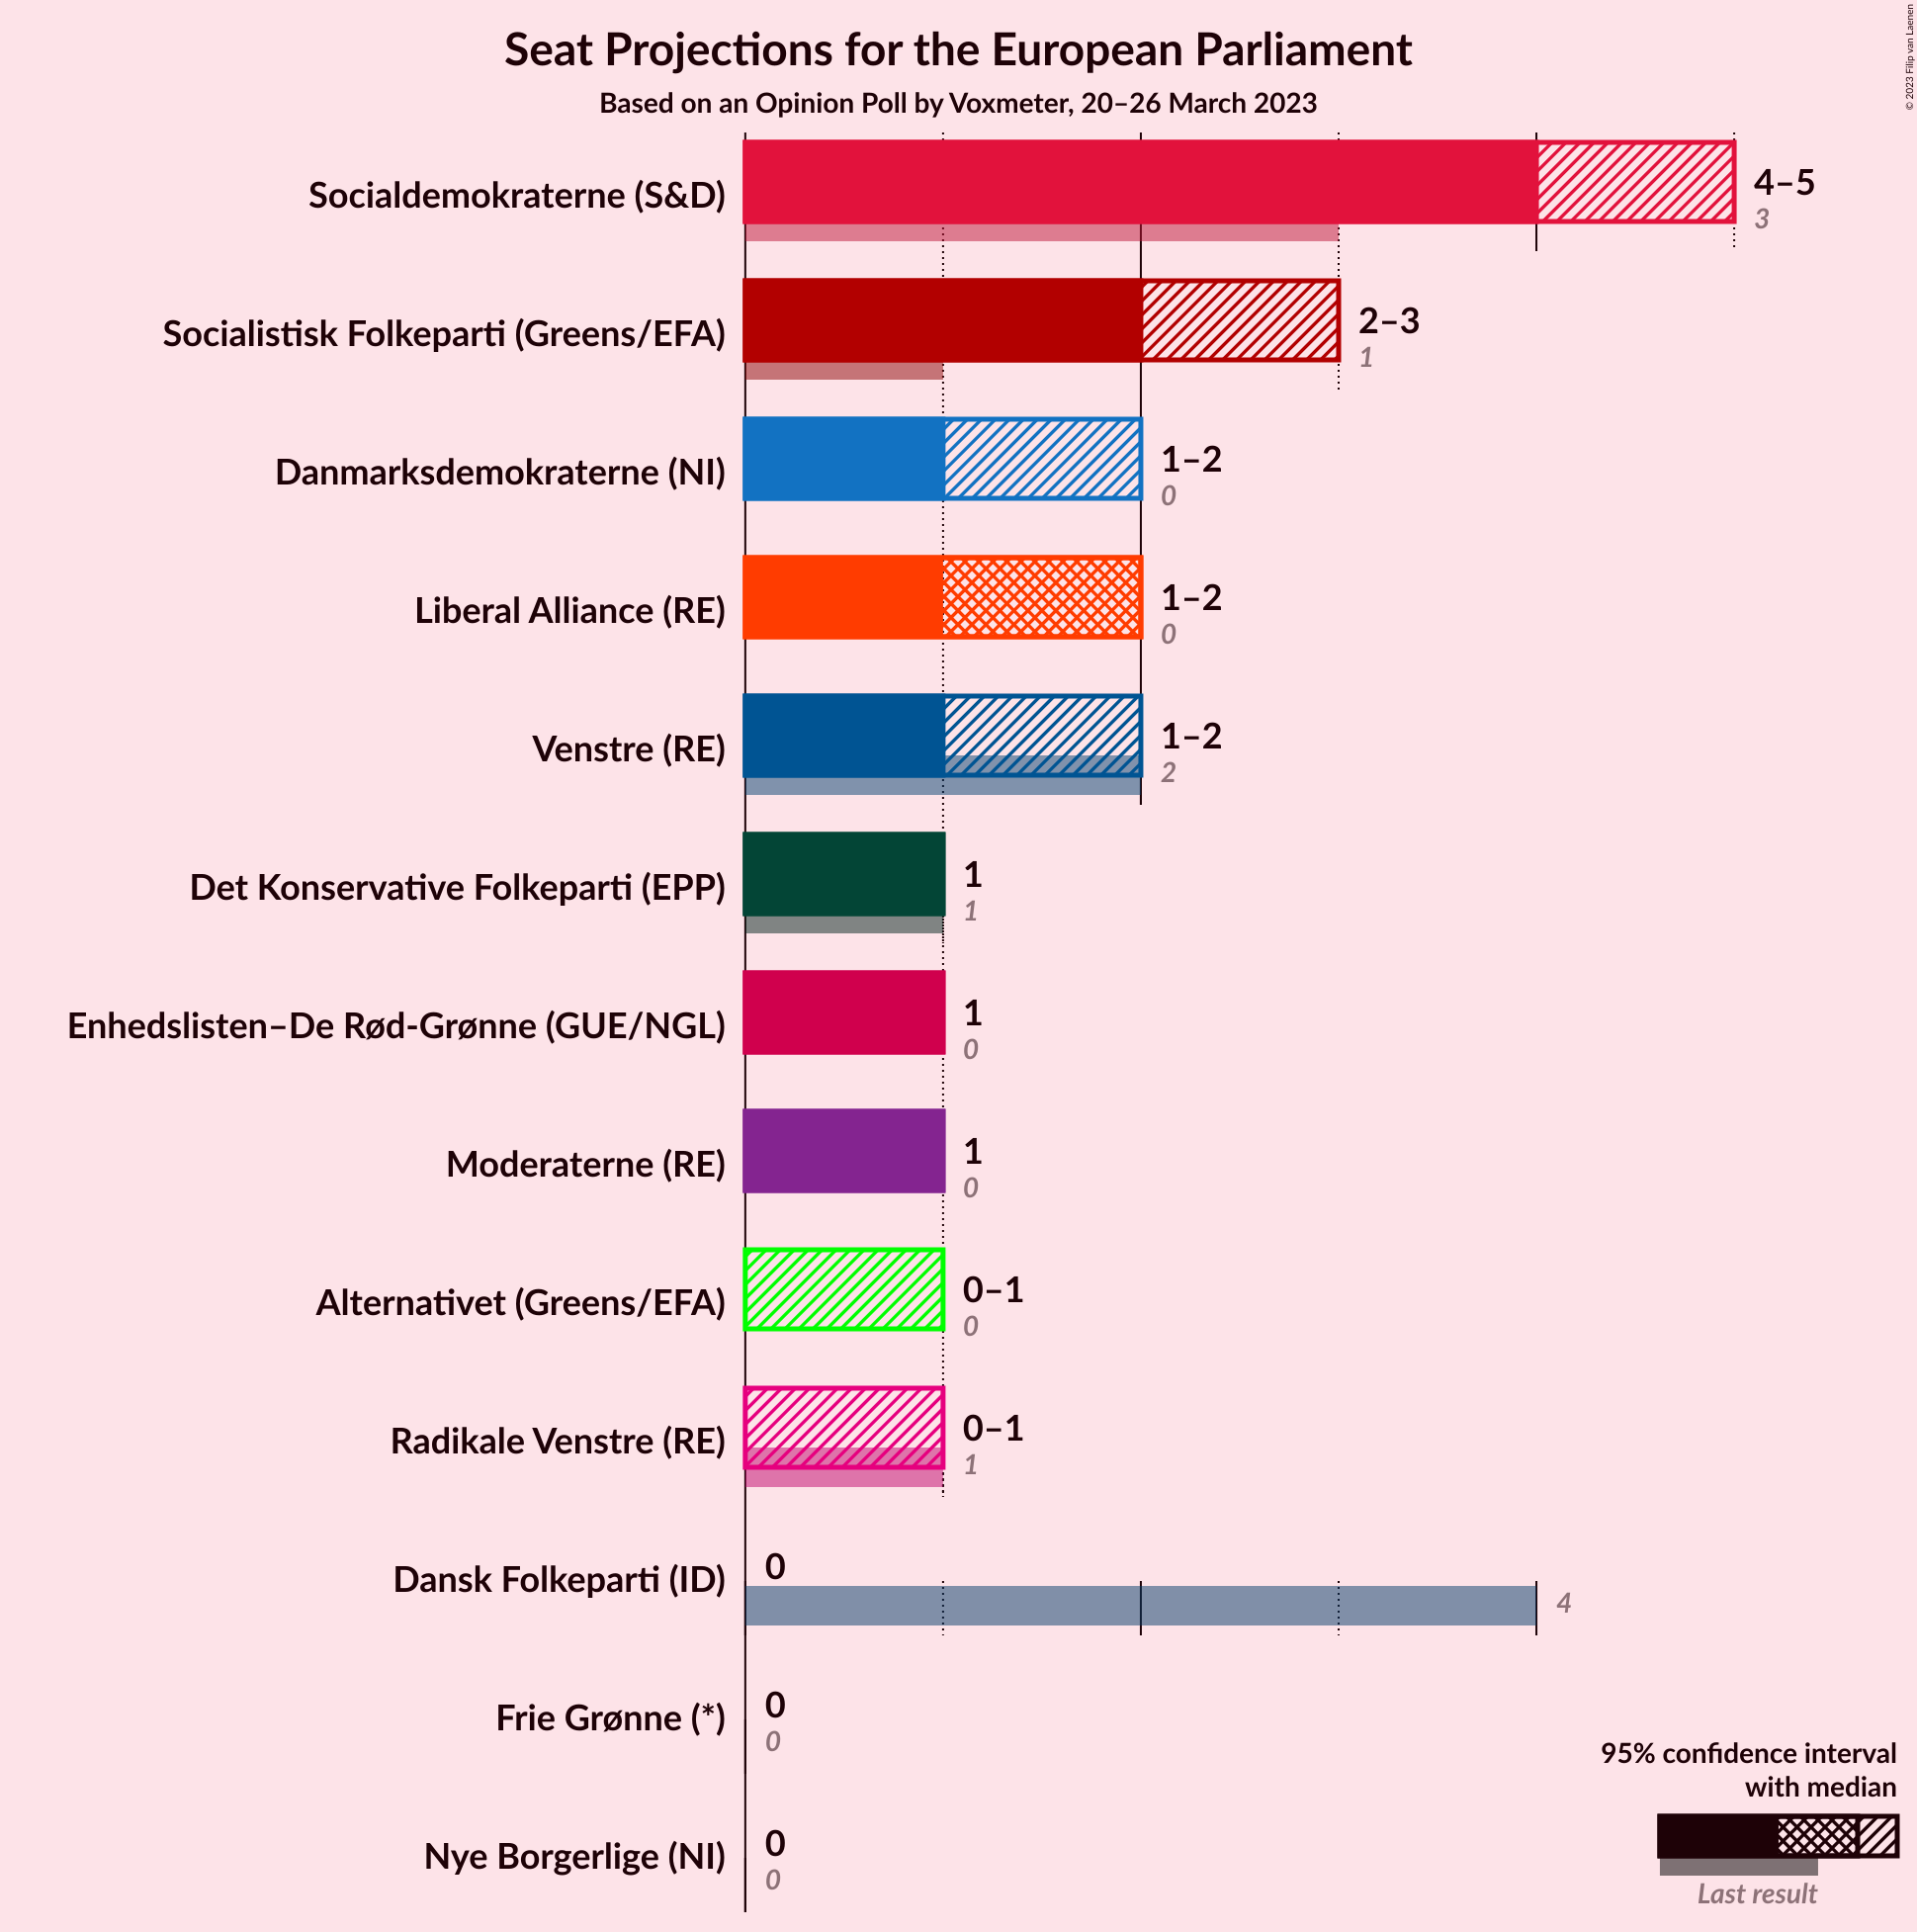 Seat Projections for the European Parliament
Based on an Opinion Poll by Voxmeter, 20–26 March 2023
© 2023 Filip van Laenen
Socialdemokraterne (S&D)
4–5
3
Socialistisk Folkeparti (Greens/EFA)
2–3
1
Danmarksdemokraterne (NI)
1–2
0
Liberal Alliance (RE)
1–2
0
Venstre (RE)
1–2
2
Det Konservative Folkeparti (EPP)
1
1
Enhedslisten–De Rød-Grønne (GUE/NGL)
1
0
Moderaterne (RE)
1
0
Alternativet (Greens/EFA)
0–1
0
Radikale Venstre (RE)
0–1
1
Dansk Folkeparti (ID)
0
4
Frie Grønne (*)
0
0
Nye Borgerlige (NI)
0
0
95% confidence interval
with median
Last result